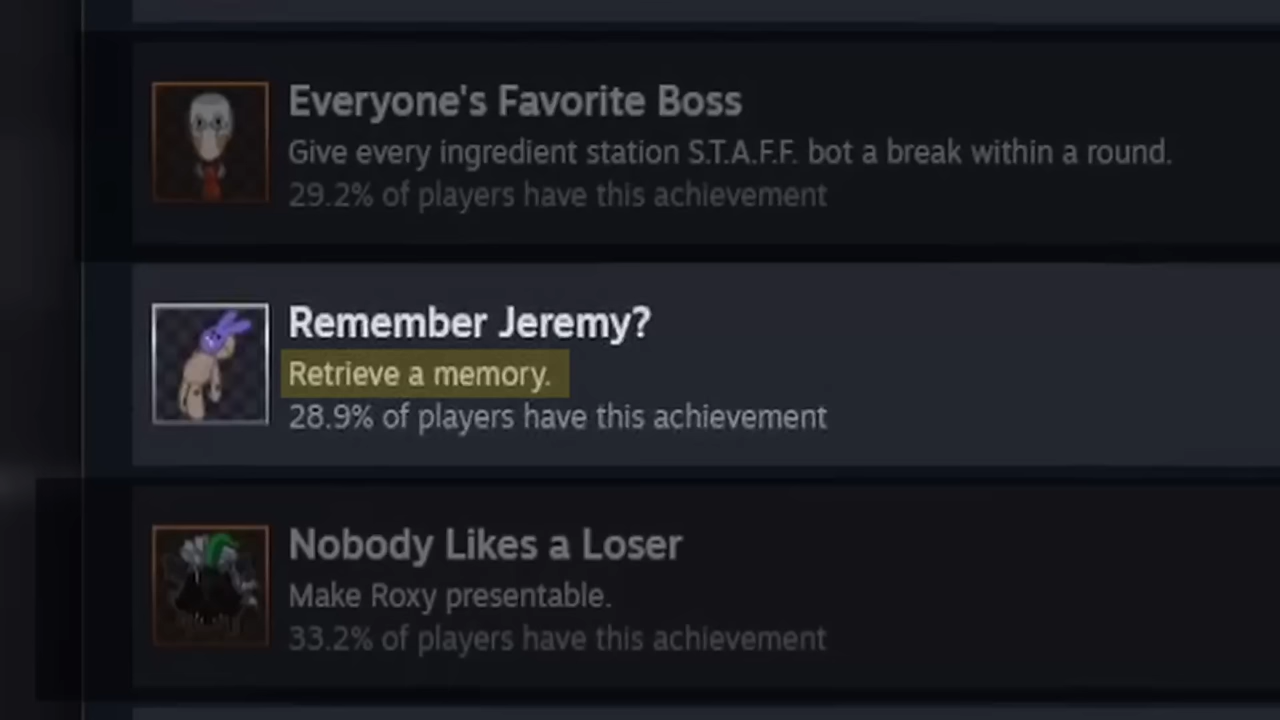 Everyone's Favorite Boss
Give every ingredient station S.T.A.F.F. bot a break within a round.
29.2% of players have this achievement
Remember Jeremy?
Retrieve a memory.
28.9% of players have this achievement
Nobody Likes a Loser
Make Roxy presentable.
33.2% of players have this achievement